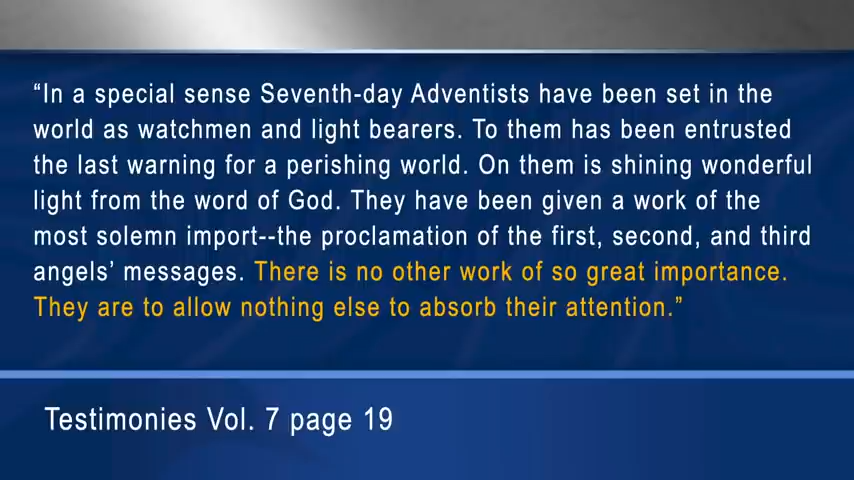 “In a special sense Seventh-day Adventists have been set in the
world as watchmen and light bearers. To them has been entrusted
the last warning for a perishing world. On them is shining wonderful
light from the word of God. They have been given a work of the
most solemn import--the proclamation of the first, second, and third
angels’ messages. There is no other work of so great importance.
They are to allow nothing else to absorb their attention.”
Testimonies Vol. 7 page 19